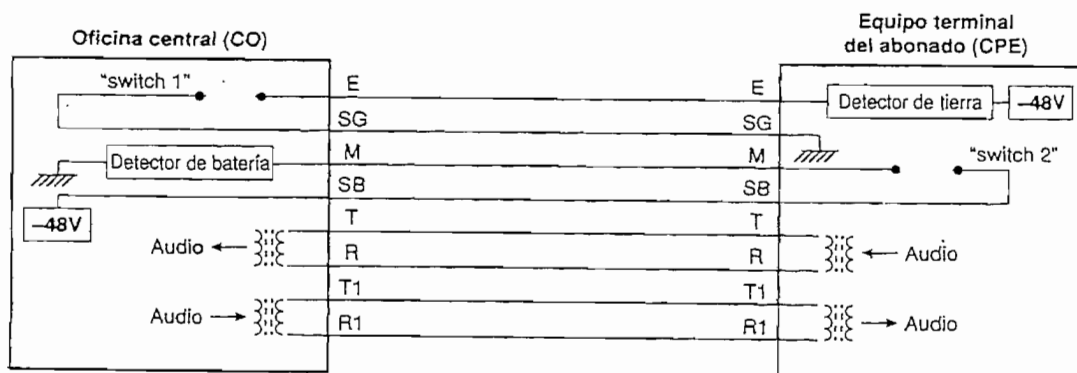 Oficina central (CO)
Equipo terminal
del abonado (CPE)
"switch 1"
E
E
Detector de tierra
–48V
SG
SG
Detector de batería
M
M
"switch 2"
SB
SB
–48V
T
T
Audio
R
R
Audio
T1
T1
Audio
R1
R1
Audio